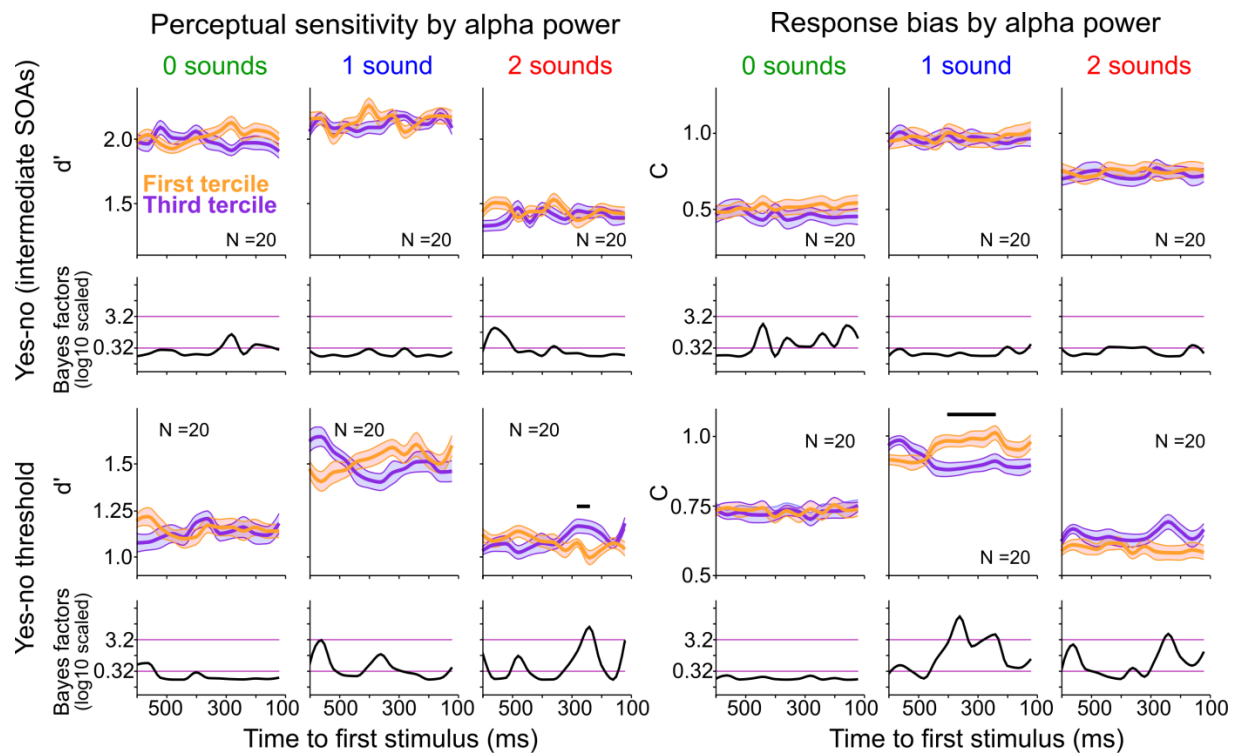 Perceptual sensitivity by alpha power
Response bias by alpha power
0 sounds
1 sound
2 sounds
0 sounds
1 sound
2 sounds
Yes-no (intermediate SOAs)
d'
2.0
1.5
First tercile
Third tercile
N =20
N =20
N =20
C
1.0
0.5
N =20
N =20
N =20
Bayes factors
(log10 scaled)
3.2
0.32
3.2
0.32
Yes-no threshold
d'
1.5
1.25
1.0
N =20
N =20
N =20
C
1.0
0.75
0.5
N =20
N =20
N =20
Bayes factors
(log10 scaled)
3.2
0.32
3.2
0.32
500 300 100
500 300 100
500 300 100
500 300 100
500 300 100
500 300 100
Time to first stimulus (ms)
Time to first stimulus (ms)